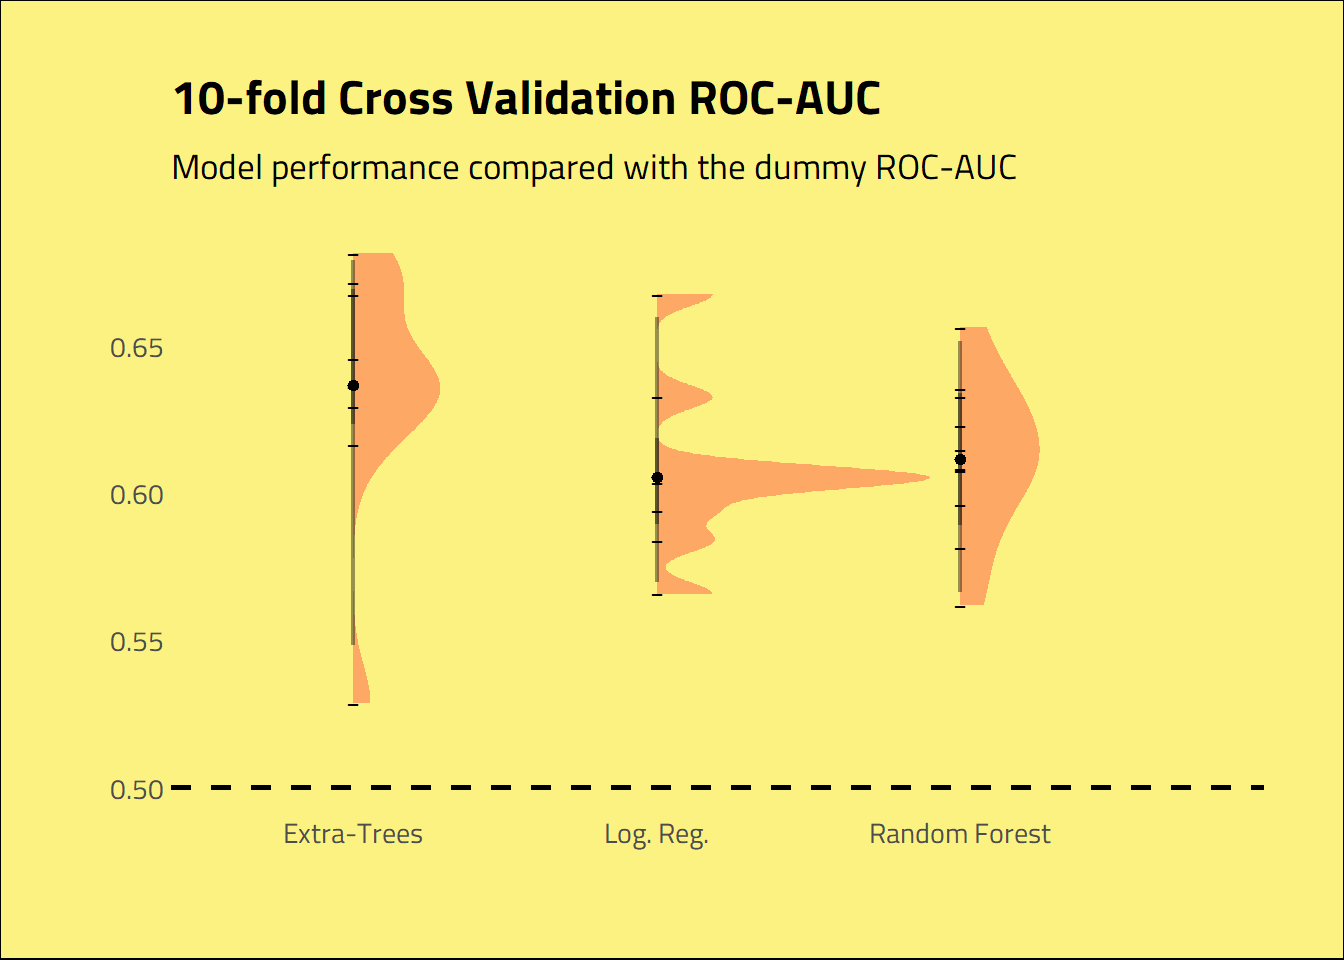 10-fold Cross Validation ROC-AUC
Model performance compared with the dummy ROC-AUC
0.65
0.60
0.55
0.50
Extra-Trees
Log. Reg.
Random Forest